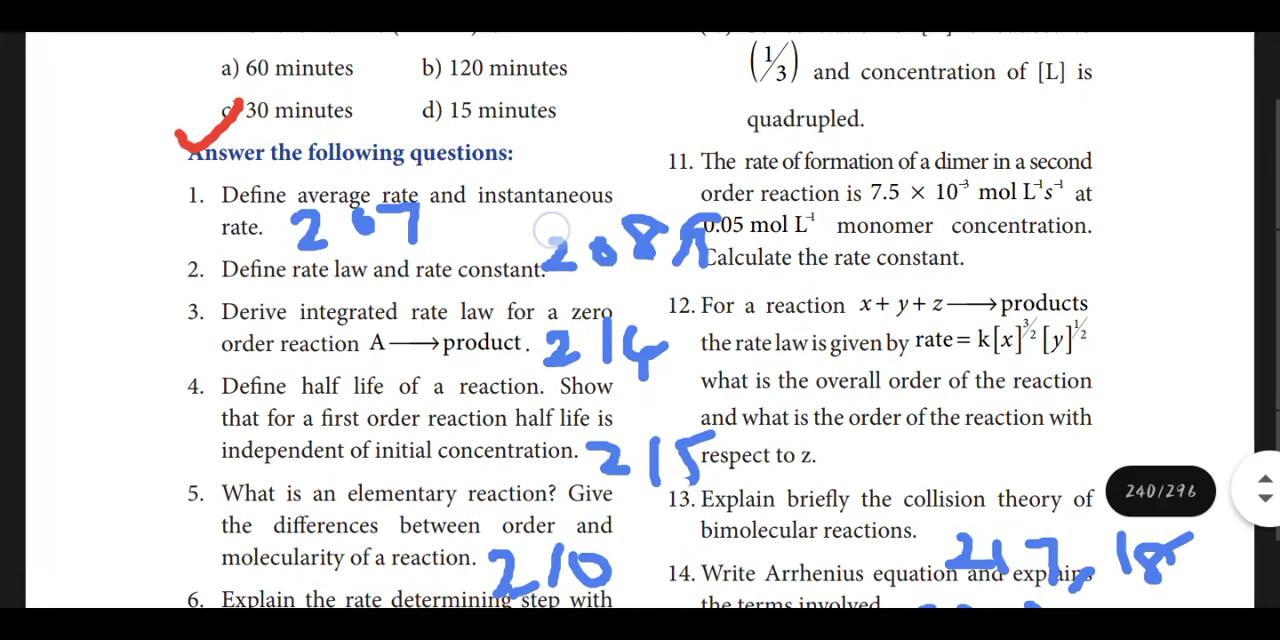 a) 60 minutes b) 120 minutes
c) 30 minutes d) 15 minutes
Answer the following questions:
1. Define average rate and instantaneous
rate. 207
2. Define rate law and rate constant. 208
3. Derive integrated rate law for a zero
order reaction A ⟶ product. 214
4. Define half life of a reaction. Show
that for a first order reaction half life is
independent of initial concentration. 215
5. What is an elementary reaction? Give
the differences between order and
molecularity of a reaction. 210
6. Explain the rate determining step with
(1/3) and concentration of [L] is
quadrupled.
11. The rate of formation of a dimer in a second
order reaction is 7.5 × 10⁻³ mol L⁻¹s⁻¹ at
0.05 mol L⁻¹ monomer concentration.
Calculate the rate constant.
12. For a reaction x + y + z ⟶ products
the rate law is given by rate = k[x]^3/2 [y]^1/2
what is the overall order of the reaction
and what is the order of the reaction with
respect to z.
13. Explain briefly the collision theory of
bimolecular reactions. 217, 18
14. Write Arrhenius equation and explains
the terms involved
240/296